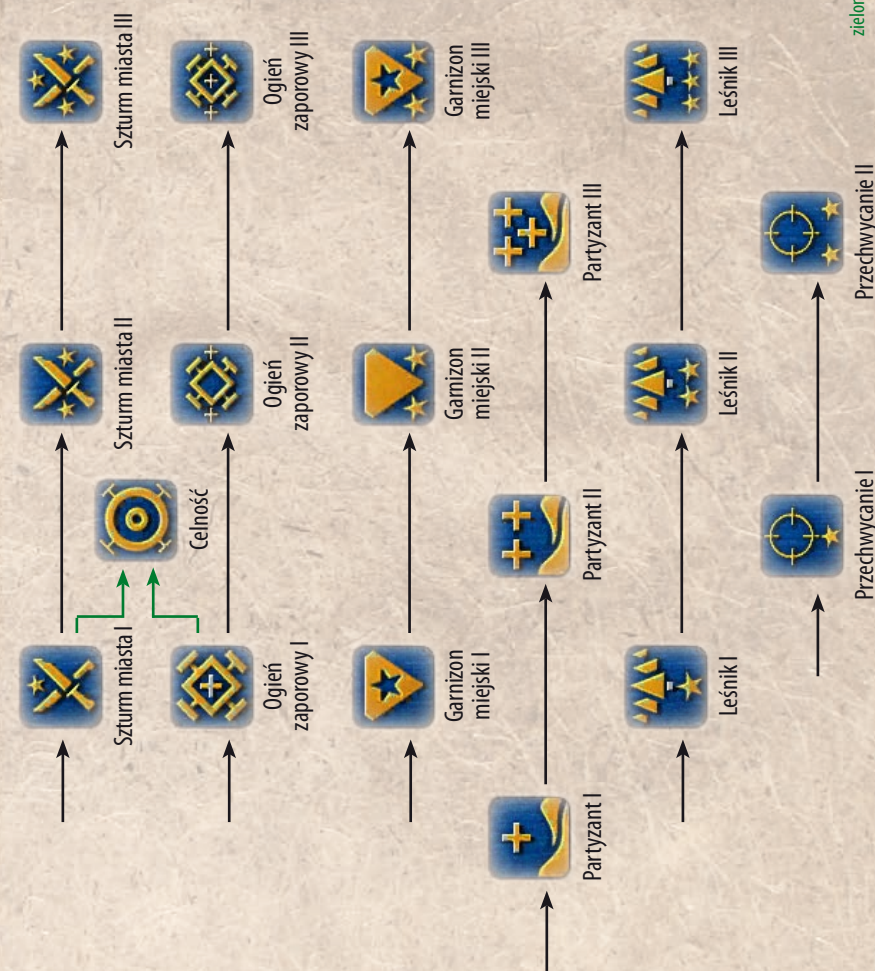 Szturm miasta I
Szturm miasta II
Szturm miasta III
Celność
Ogień
zaporowy I
Ogień
zaporowy II
Ogień
zaporowy III
Garnizon
miejski I
Garnizon
miejski II
Garnizon
miejski III
Partyzant I
Partyzant II
Partyzant III
Leśnik I
Leśnik II
Leśnik III
Przechwycanie I
Przechwycanie II